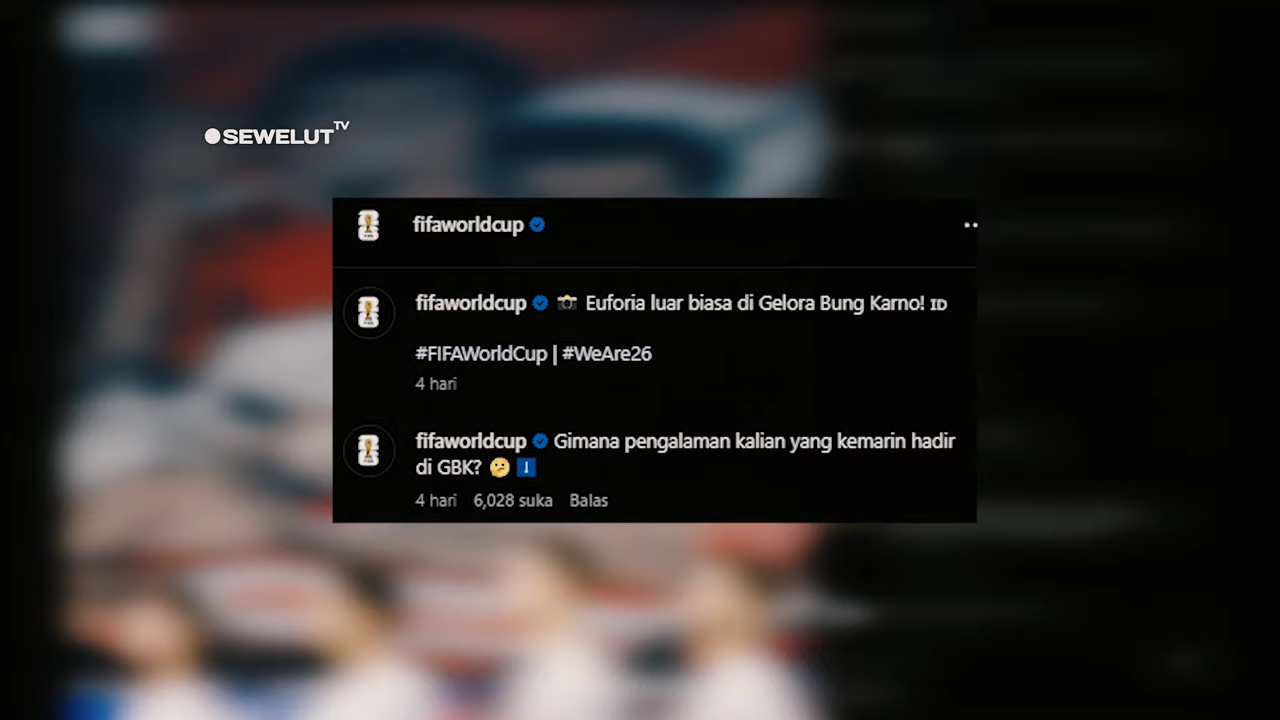 SEWELUT TV
fifaworldcup
fifaworldcup 📸 Euforia luar biasa di Gelora Bung Karno! ID
#FIFAWorldCup | #WeAre26
4 hari
fifaworldcup Gimana pengalaman kalian yang kemarin hadir
di GBK? 🤔 ⬇️
4 hari 6,028 suka Balas